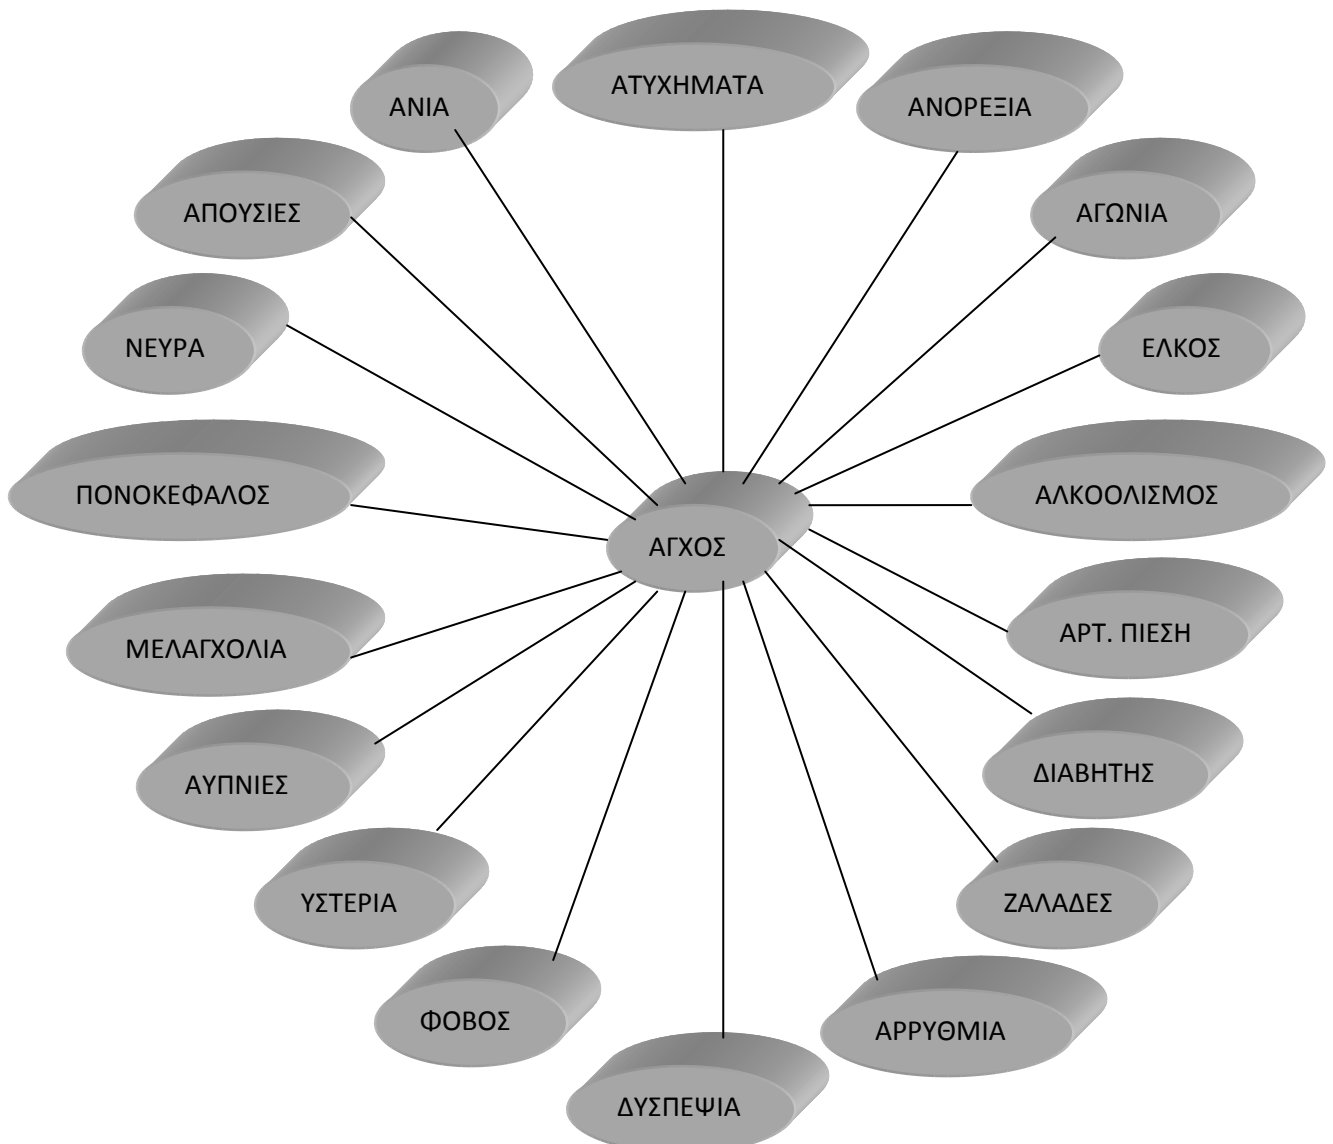 ΑΤΥΧΗΜΑΤΑ
ΑΝΙΑ
ΑΝΟΡΕΞΙΑ
ΑΠΟΥΣΙΕΣ
ΑΓΩΝΙΑ
ΝΕΥΡΑ
ΕΛΚΟΣ
ΠΟΝΟΚΕΦΑΛΟΣ
ΑΛΚΟΟΛΙΣΜΟΣ
ΑΓΧΟΣ
ΜΕΛΑΓΧΟΛΙΑ
ΑΡΤ. ΠΙΕΣΗ
ΑΥΠΝΙΕΣ
ΔΙΑΒΗΤΗΣ
ΥΣΤΕΡΙΑ
ΖΑΛΑΔΕΣ
ΦΟΒΟΣ
ΑΡΡΥΘΜΙΑ
ΔΥΣΠΕΨΙΑ